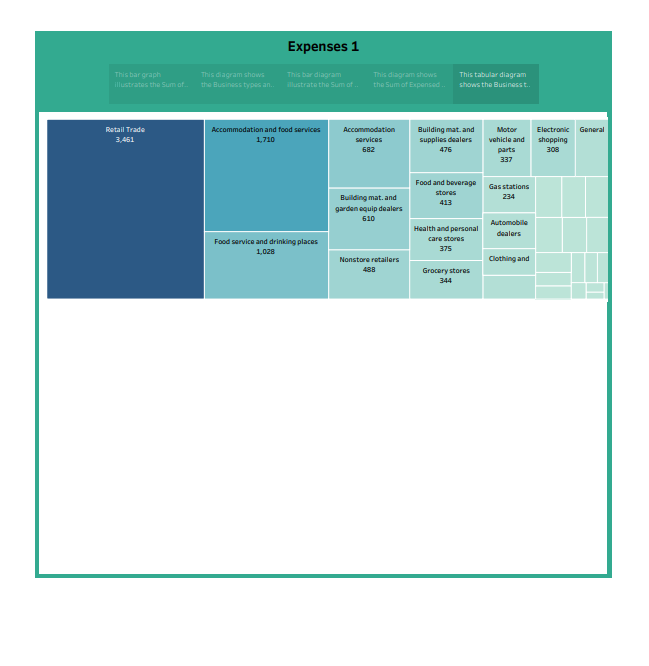 Expenses 1
This bar graph
illustrates the Sum of..
This diagram shows
the Business types an..
This bar diagram
illustrats the Sum of ..
This diagram shows
the Sum of Expensed ..
This tabular diagram
shows the Business t..
Retail Trade
3,461
Accommodation and food services
1,710
Food service and drinking places
1,028
Accommodation
services
682
Building mat. and
garden equip dealers
610
Nonstore retailers
488
Building mat. and
supplies dealers
476
Food and beverage
stores
413
Health and personal
care stores
375
Grocery stores
344
Motor
vehicle and
parts
337
Gas stations
234
Automobile
dealers
Clothing and
Electronic
shopping
308
General